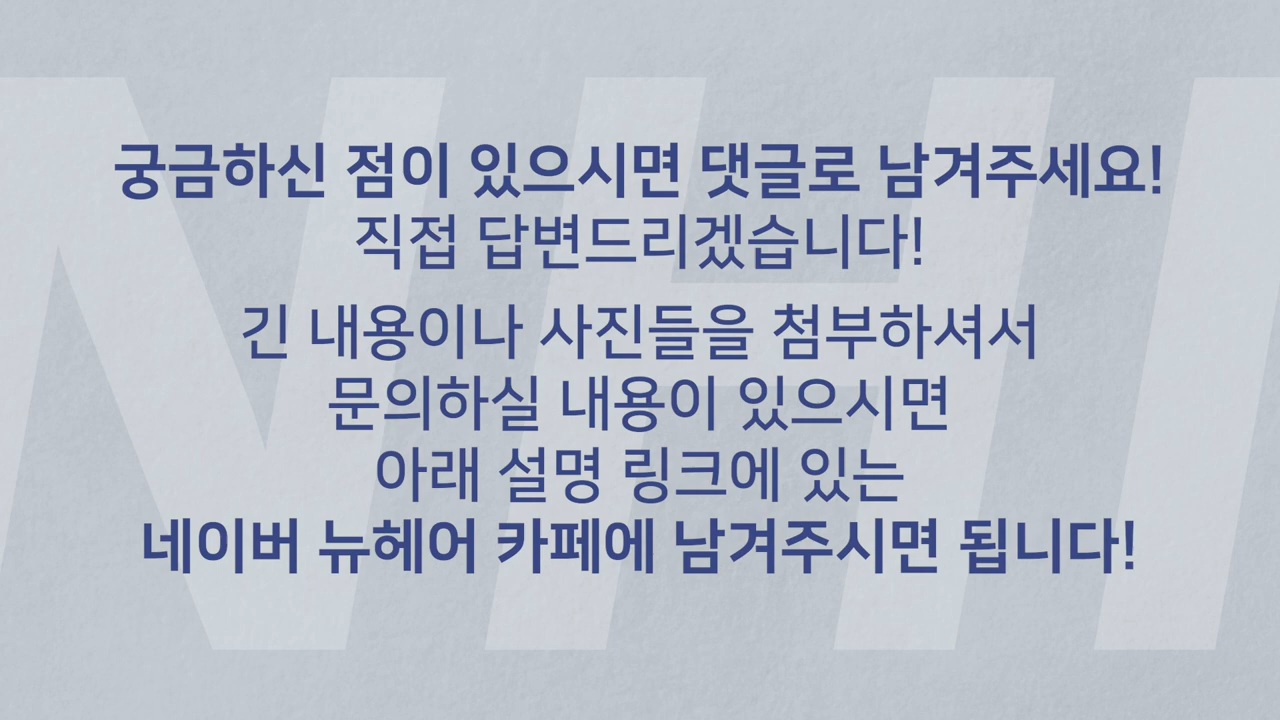 궁금하신 점이 있으시면 댓글로 남겨주세요!
직접 답변드리겠습니다!
긴 내용이나 사진들을 첨부하셔서
문의하실 내용이 있으시면
아래 설명 링크에 있는
네이버 뉴헤어 카페에 남겨주시면 됩니다!